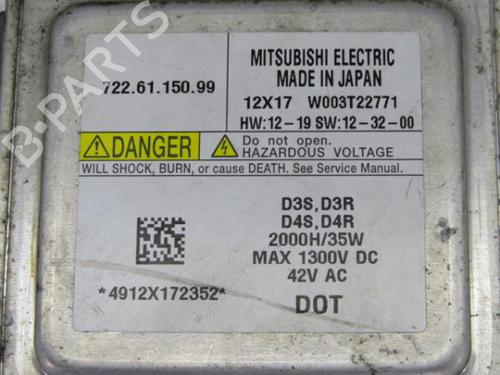 722.61.150.99
MITSUBISHI ELECTRIC
MADE IN JAPAN
12X17 W003T22771
HW:12-19 SW:12-32-00
DANGER
Do not open.
HAZARDOUS VOLTAGE
WILL SHOCK, BURN, or cause DEATH. See Service Manual.
D3S,D3R
D4S,D4R
2000H/35W
MAX 1300V DC
42V AC
*4912X172352*
DOT
B-Parts